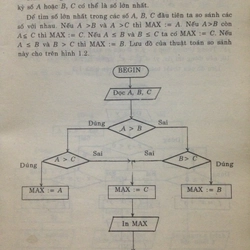 kỳ số A hoặc B, C có thể là số lớn nhất.
Để tìm số lớn nhất trong các số A, B, C đầu tiên ta so sánh các
số với nhau. Nếu A >B và A >C thì MAX := A. Nếu A>B còn
A ≤ C thì MAX := C. Nếu A ≤ B và B ≤ C ta có MAX := C. Nếu
A ≤ B và B > C thì MAX := B. Lưu đồ của thuật toán so sánh
này cho trên hình 1.2.
BEGIN
Đọc A, B, C
Đúng
A > B
Sai
Đúng
A > C
Sai
Sai
B> C
Đúng
MAX := A
MAX := C
MAX := B
In MAX